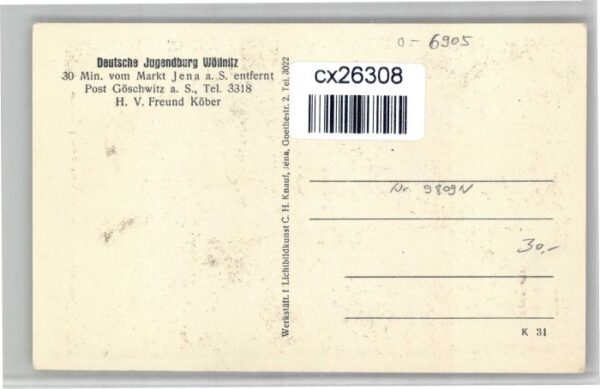 Deutsche Jugendburg Wöllnitz
30 Min. vom Markt Jena a. S. entfernt
Post Göschwitz a. S., Tel. 3318
H. V. Freund Köber
Werkstätt. f Lichtbildkunst C. H. Knauf, Jena, Goethestr. 2, Tel. 3022
0-6905
cx26308
Nr. 9809N
30,-
K 31